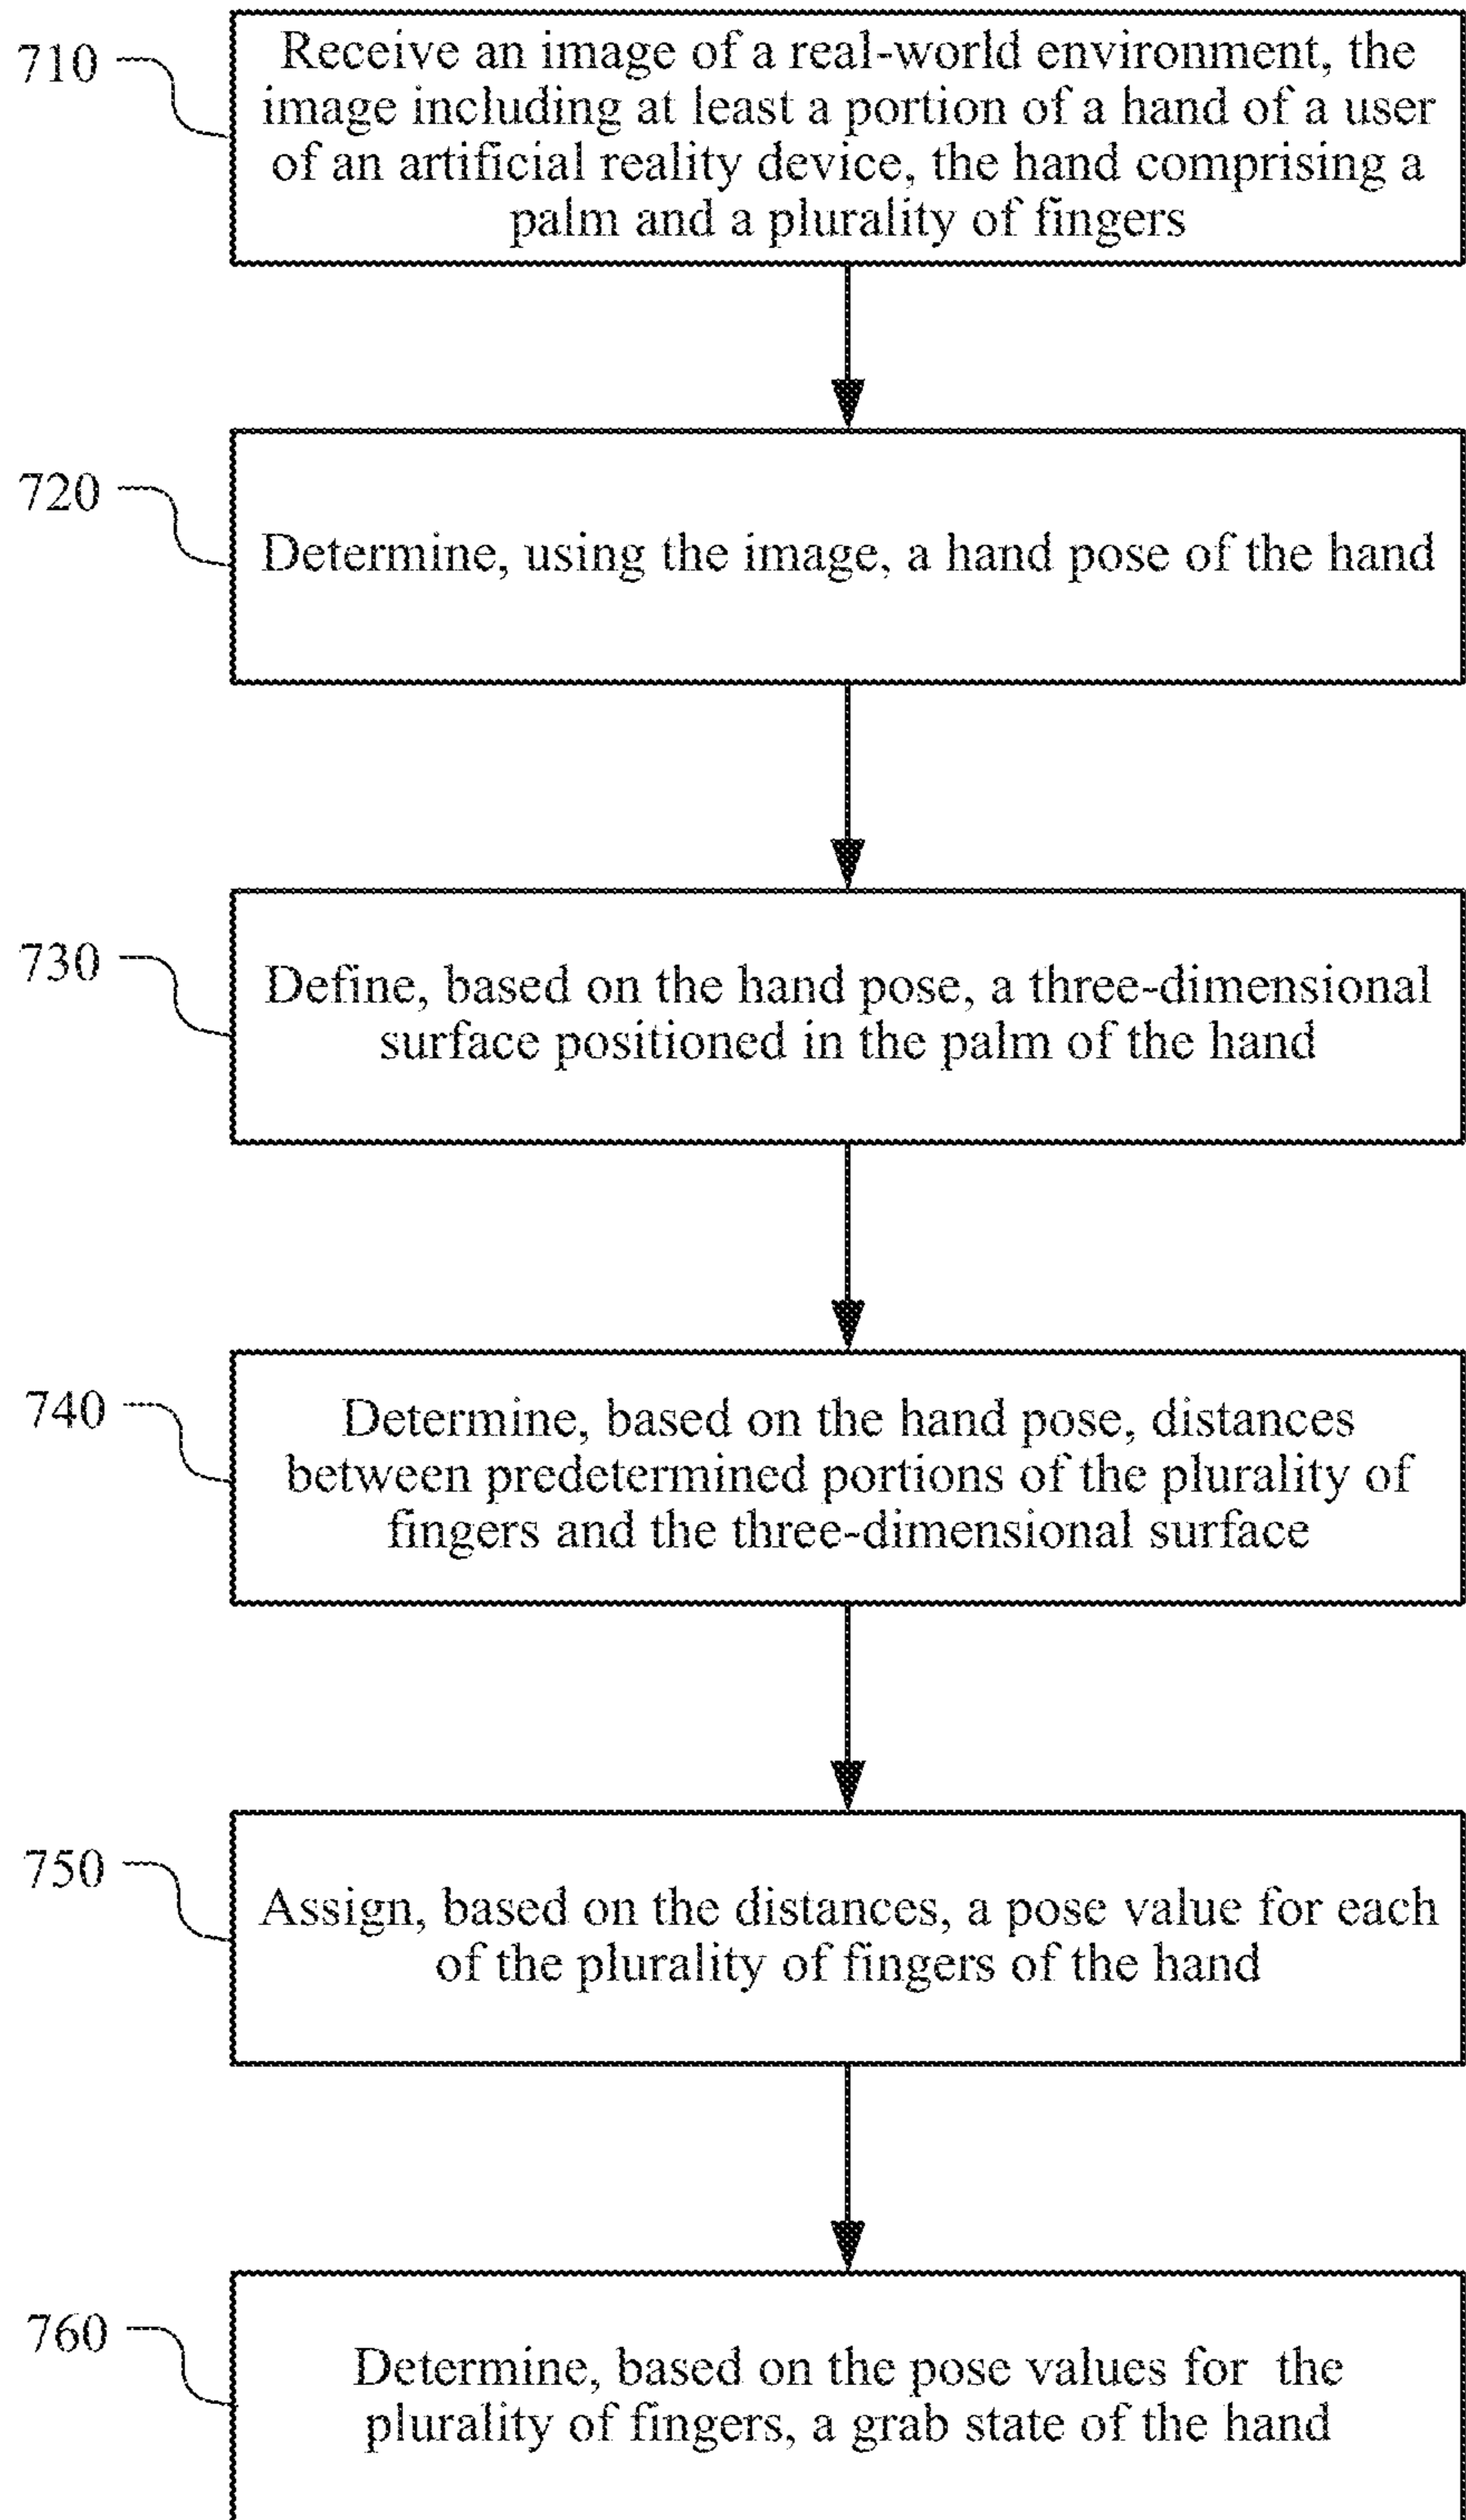 710
Receive an image of a real-world environment, the
image including at least a portion of a hand of a user
of an artificial reality device, the hand comprising a
palm and a plurality of fingers
720
Determine, using the image, a hand pose of the hand
730
Define, based on the hand pose, a three-dimensional
surface positioned in the palm of the hand
740
Determine, based on the hand pose, distances
between predetermined portions of the plurality of
fingers and the three-dimensional surface
750
Assign, based on the distances, a pose value for each
of the plurality of fingers of the hand
760
Determine, based on the pose values for the
plurality of fingers, a grab state of the hand